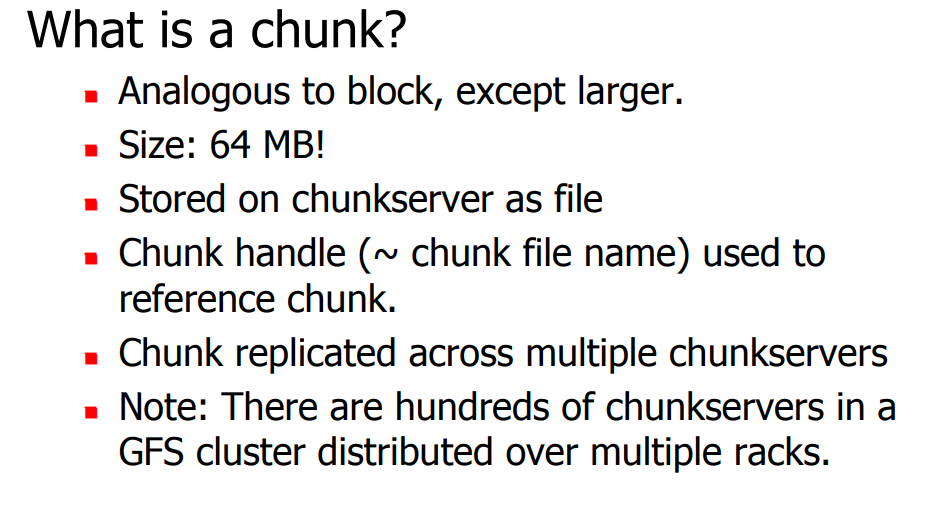 What is a chunk?
Analogous to block, except larger.
Size: 64 MB!
Stored on chunkserver as file
Chunk handle (~ chunk file name) used to
reference chunk.
Chunk replicated across multiple chunkservers
Note: There are hundreds of chunkservers in a
GFS cluster distributed over multiple racks.